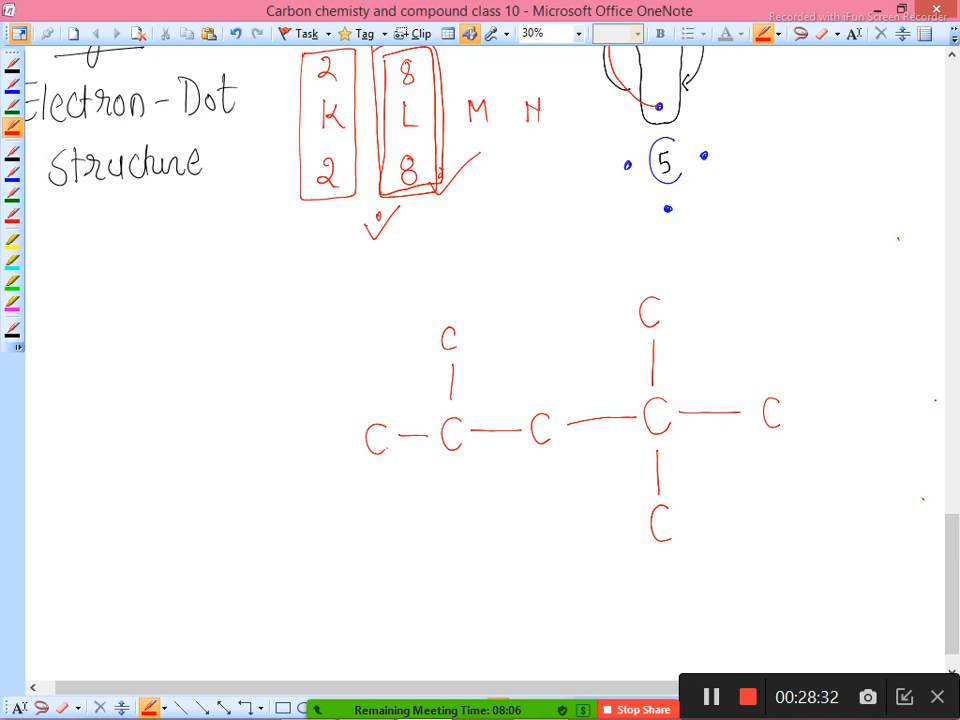 Carbon chemisty and compound class 10 - Microsoft Office OneNote
Recorded with iFun Screen Recorder
Task Tag Clip 30% B A
2 8
Electron-Dot K L M N
Structure 2 8 5
C
C
C - C - C - C - C
C
Remaining Meeting Time: 08:06
Stop Share
00:28:32